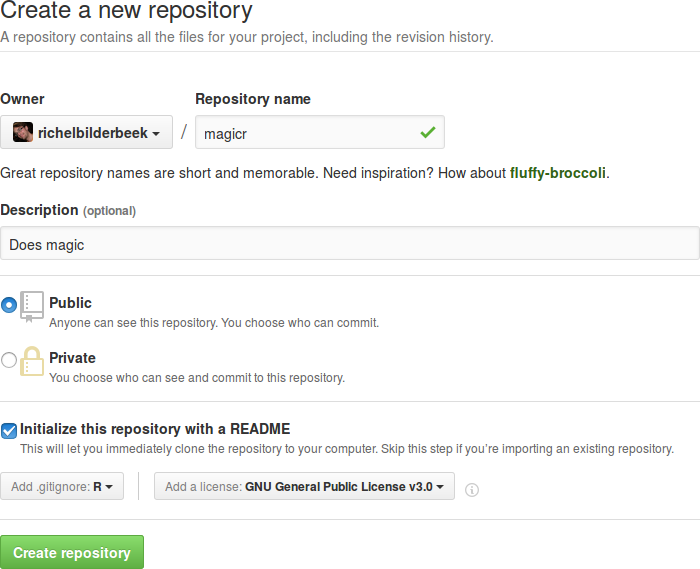 Create a new repository
A repository contains all the files for your project, including the revision history.
Owner Repository name
richelbilderbeek / magicr
Great repository names are short and memorable. Need inspiration? How about fluffy-broccoli.
Description (optional)
Does magic
Public
Anyone can see this repository. You choose who can commit.
Private
You choose who can see and commit to this repository.
Initialize this repository with a README
This will let you immediately clone the repository to your computer. Skip this step if you’re importing an existing repository.
Add .gitignore: R Add a license: GNU General Public License v3.0
Create repository